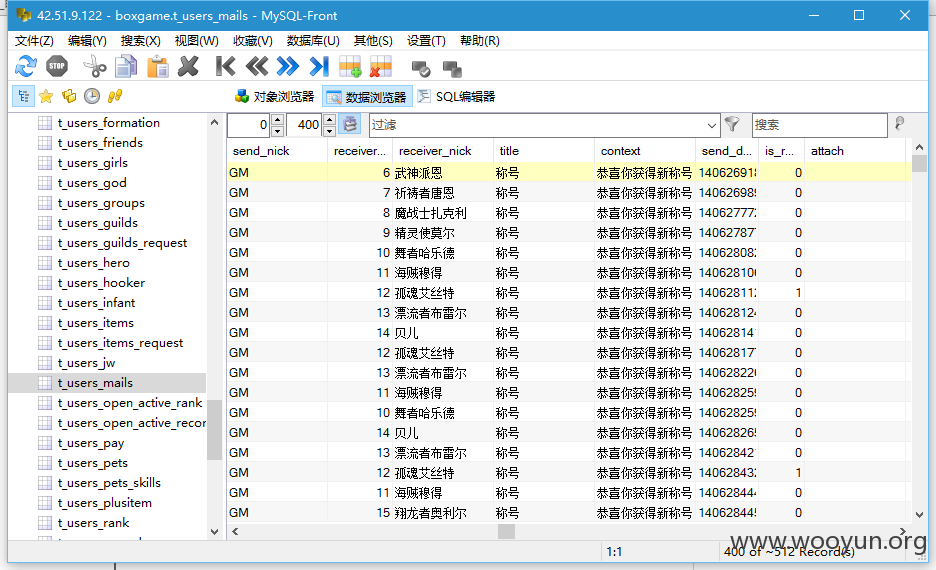 42.51.9.122 - boxgame.t_users_mails - MySQL-Front
文件(Z) 编辑(Y) 搜索(X) 视图(W) 收藏(V) 数据库(U) 其他(S) 设置(T) 帮助(R)
STOP
对象浏览器 数据浏览器 SQL编辑器
0 400 过滤 搜索
t_users_formation
t_users_friends
t_users_girls
t_users_god
t_users_groups
t_users_guilds
t_users_guilds_request
t_users_hero
t_users_hooker
t_users_infant
t_users_items
t_users_items_request
t_users_jw
t_users_mails
t_users_open_active_rank
t_users_open_active_recor
t_users_pay
t_users_pets
t_users_pets_skills
t_users_plusitem
t_users_rank
send_nick receiver... receiver_nick title context send_d... is_r... attach
GM 6 武神派恩 称号 恭喜你获得新称号 14062691 0
GM 7 祈祷者唐恩 称号 恭喜你获得新称号 14062698 0
GM 8 魔战士扎克利 称号 恭喜你获得新称号 14062777 0
GM 9 精灵使莫尔 称号 恭喜你获得新称号 14062787 0
GM 10 舞者哈乐德 称号 恭喜你获得新称号 14062808 0
GM 11 海贼穆得 称号 恭喜你获得新称号 14062810 0
GM 12 孤魂艾丝特 称号 恭喜你获得新称号 14062811 1
GM 13 漂流者布雷尔 称号 恭喜你获得新称号 14062812 0
GM 14 贝儿 称号 恭喜你获得新称号 14062814 0
GM 12 孤魂艾丝特 称号 恭喜你获得新称号 14062817 0
GM 13 漂流者布雷尔 称号 恭喜你获得新称号 14062822 0
GM 11 海贼穆得 称号 恭喜你获得新称号 14062825 0
GM 10 舞者哈乐德 称号 恭喜你获得新称号 14062825 0
GM 14 贝儿 称号 恭喜你获得新称号 14062826 0
GM 13 漂流者布雷尔 称号 恭喜你获得新称号 14062842 0
GM 12 孤魂艾丝特 称号 恭喜你获得新称号 14062843 1
GM 11 海贼穆得 称号 恭喜你获得新称号 14062844 0
GM 15 翔龙者奥利尔 称号 恭喜你获得新称号 14062844 0
1:1 400 of ~512 Record(s)
www.wooyun.org